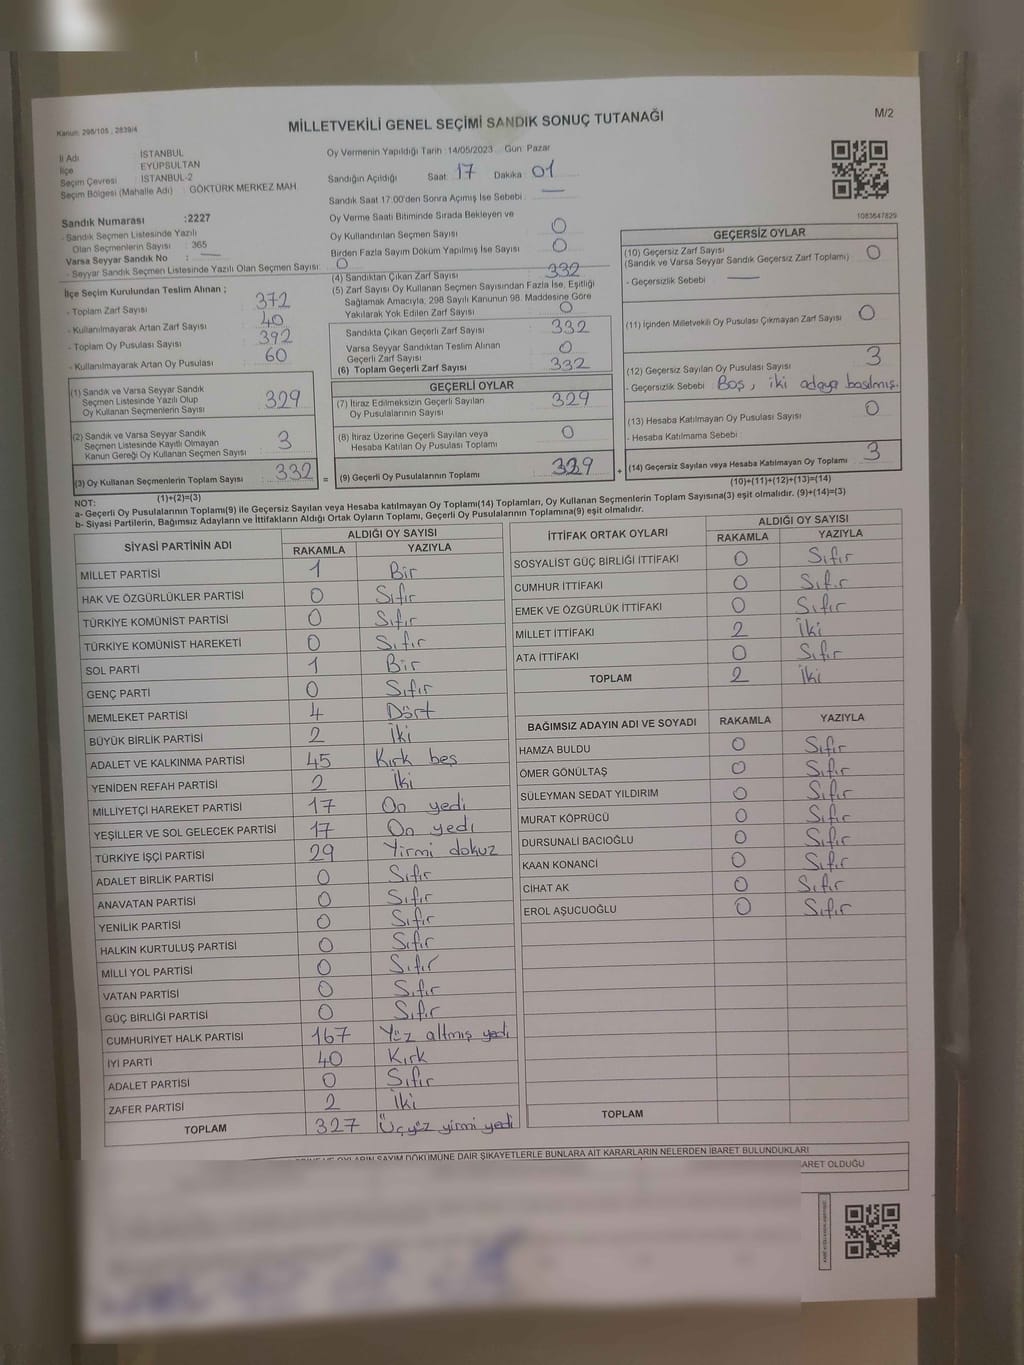 Kanun: 298/105 , 2839/4
MİLLETVEKİLİ GENEL SEÇİMİ SANDIK SONUÇ TUTANAĞI
M/2
İl Adı : İSTANBUL
İlçe : EYÜPSULTAN
Seçim Çevresi : İSTANBUL-2
Seçim Bölgesi (Mahalle Adı) : GÖKTÜRK MERKEZ MAH.
Oy Vermenin Yapıldığı Tarih : 14/05/2023 Gün: Pazar
Sandığın Açıldığı Saat: 17 Dakika 01
Sandık Saat 17:00'den Sonra Açımış İse Sebebi : —
Oy Verme Saati Bitiminde Sırada Bekleyen ve
Oy Kullandırılan Seçmen Sayısı 0
Birden Fazla Sayım Döküm Yapılmış İse Sayısı 0
1083647829
Sandık Numarası :2227
- Sandık Seçmen Listesinde Yazılı
Olan Seçmenlerin Sayısı : 365
Varsa Seyyar Sandık No : —
- Seyyar Sandık Seçmen Listesinde Yazılı Olan Seçmen Sayısı: 0
İlçe Seçim Kurulundan Teslim Alınan ;
- Toplam Zarf Sayısı 372
- Kullanılmayarak Artan Zarf Sayısı 40
- Toplam Oy Pusulası Sayısı 392
- Kullanılmayarak Artan Oy Pusulası 60
(1) Sandık ve Varsa Seyyar Sandık
Seçmen Listesinde Yazılı Olup
Oy Kullanan Seçmenlerin Sayısı 329
(2) Sandık ve Varsa Seyyar Sandık
Seçmen Listesinde Kayıtlı Olmayan
Kanun Gereği Oy Kullanan Seçmen Sayısı 3
(3) Oy Kullanan Seçmenlerin Toplam Sayısı 332 =
(1)+(2)=(3)
(4) Sandıktan Çıkan Zarf Sayısı 332
(5) Zarf Sayısı Oy Kullanan Seçmen Sayısından Fazla İse, Eşitliği
Sağlamak Amacıyla, 298 Sayılı Kanunun 98. Maddesine Göre
Yakılarak Yok Edilen Zarf Sayısı 0
Sandıkta Çıkan Geçerli Zarf Sayısı 332
Varsa Seyyar Sandıktan Teslim Alınan
Geçerli Zarf Sayısı 0
(6) Toplam Geçerli Zarf Sayısı 332
GEÇERLİ OYLAR
(7) İtiraz Edilmeksizin Geçerli Sayılan
Oy Pusulalarının Sayısı 329
(8) İtiraz Üzerine Geçerli Sayılan veya
Hesaba Katılan Oy Pusulası Toplamı 0
(9) Geçerli Oy Pusulalarının Toplamı 329 +
GEÇERSİZ OYLAR
(10) Geçersiz Zarf Sayısı
(Sandık ve Varsa Seyyar Sandık Geçersiz Zarf Toplamı) 0
- Geçersizlik Sebebi —
(11) İçinden Milletvekili Oy Pusulası Çıkmayan Zarf Sayısı 0
(12) Geçersiz Sayılan Oy Pusulası Sayısı 3
- Geçersizlik Sebebi Boş, iki adaya basılmış.
(13) Hesaba Katılmayan Oy Pusulası Sayısı 0
- Hesaba Katılmama Sebebi
(14) Geçersiz Sayılan veya Hesaba Katılmayan Oy Toplamı 3
(10)+(11)+(12)+(13)=(14)
NOT:
a- Geçerli Oy Pusulalarının Toplamı(9) ile Geçersiz Sayılan veya Hesaba katılmayan Oy Toplamı(14) Toplamları, Oy Kullanan Seçmenlerin Toplam Sayısına(3) eşit olmalıdır. (9)+(14)=(3)
b- Siyasi Partilerin, Bağımsız Adayların ve İttifakların Aldığı Ortak Oyların Toplamı, Geçerli Oy Pusulalarının Toplamına(9) eşit olmalıdır.
SİYASİ PARTİNİN ADI ALDIĞI OY SAYISI
RAKAMLA YAZIYLA
MİLLET PARTİSİ 1 Bir
HAK VE ÖZGÜRLÜKLER PARTİSİ 0 Sıfır
TÜRKİYE KOMÜNİST PARTİSİ 0 Sıfır
TÜRKİYE KOMÜNİST HAREKETİ 0 Sıfır
SOL PARTİ 1 Bir
GENÇ PARTİ 0 Sıfır
MEMLEKET PARTİSİ 4 Dört
BÜYÜK BİRLİK PARTİSİ 2 İki
ADALET VE KALKINMA PARTİSİ 45 Kırk beş
YENİDEN REFAH PARTİSİ 2 İki
MİLLİYETÇİ HAREKET PARTİSİ 17 On yedi
YEŞİLLER VE SOL GELECEK PARTİSİ 17 On yedi
TÜRKİYE İŞÇİ PARTİSİ 29 Yirmi dokuz
ADALET BİRLİK PARTİSİ 0 Sıfır
ANAVATAN PARTİSİ 0 Sıfır
YENİLİK PARTİSİ 0 Sıfır
HALKIN KURTULUŞ PARTİSİ 0 Sıfır
MİLLİ YOL PARTİSİ 0 Sıfır
VATAN PARTİSİ 0 Sıfır
GÜÇ BİRLİĞİ PARTİSİ 0 Sıfır
CUMHURİYET HALK PARTİSİ 167 Yüz altmış yedi
İYİ PARTİ 40 Kırk
ADALET PARTİSİ 0 Sıfır
ZAFER PARTİSİ 2 İki
TOPLAM 327 Üçyüz yirmi yedi
İTTİFAK ORTAK OYLARI ALDIĞI OY SAYISI
RAKAMLA YAZIYLA
SOSYALİST GÜÇ BİRLİĞİ İTTİFAKI 0 Sıfır
CUMHUR İTTİFAKI 0 Sıfır
EMEK VE ÖZGÜRLÜK İTTİFAKI 0 Sıfır
MİLLET İTTİFAKI 2 İki
ATA İTTİFAKI 0 Sıfır
TOPLAM 2 İki
BAĞIMSIZ ADAYIN ADI VE SOYADI RAKAMLA YAZIYLA
HAMZA BULDU 0 Sıfır
ÖMER GÖNÜLTAŞ 0 Sıfır
SÜLEYMAN SEDAT YILDIRIM 0 Sıfır
MURAT KÖPRÜCÜ 0 Sıfır
DURSUNALİ BACIOĞLU 0 Sıfır
KAAN KONANCİ 0 Sıfır
CİHAT AK 0 Sıfır
EROL AŞUCUOĞLU 0 Sıfır
TOPLAM
OYLARIN SAYIM DÖKÜMÜNE DAİR ŞİKAYETLERLE BUNLARA AİT KARARLARIN NELERDEN İBARET BULUNDUKLARI
OLDUĞU